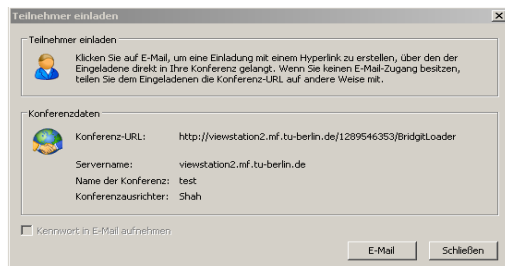 Teilnehmer einladen
Teilnehmer einladen
Klicken Sie auf E-Mail, um eine Einladung mit einem Hyperlink zu erstellen, über den der
Eingeladene direkt in Ihre Konferenz gelangt. Wenn Sie keinen E-Mail-Zugang besitzen,
teilen Sie dem Eingeladenen die Konferenz-URL auf andere Weise mit.
Konferenzdaten
Konferenz-URL: http://viewstation2.mf.tu-berlin.de/1289546353/BridgitLoader
Servername: viewstation2.mf.tu-berlin.de
Name der Konferenz: test
Konferenzausrichter: Shah
Kennwort in E-Mail aufnehmen
E-Mail Schließen